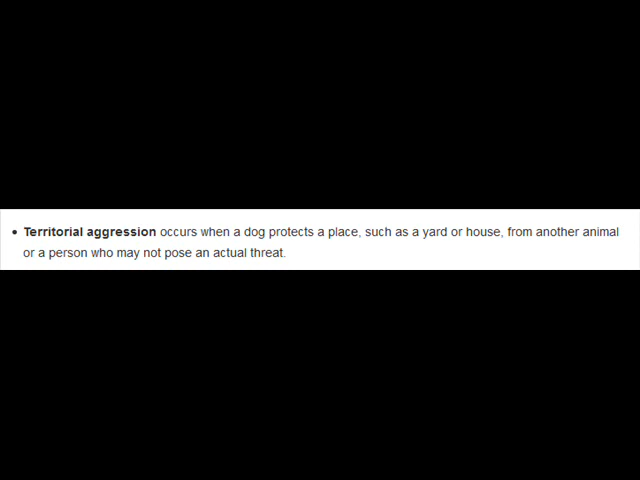 • Territorial aggression occurs when a dog protects a place, such as a yard or house, from another animal
or a person who may not pose an actual threat.